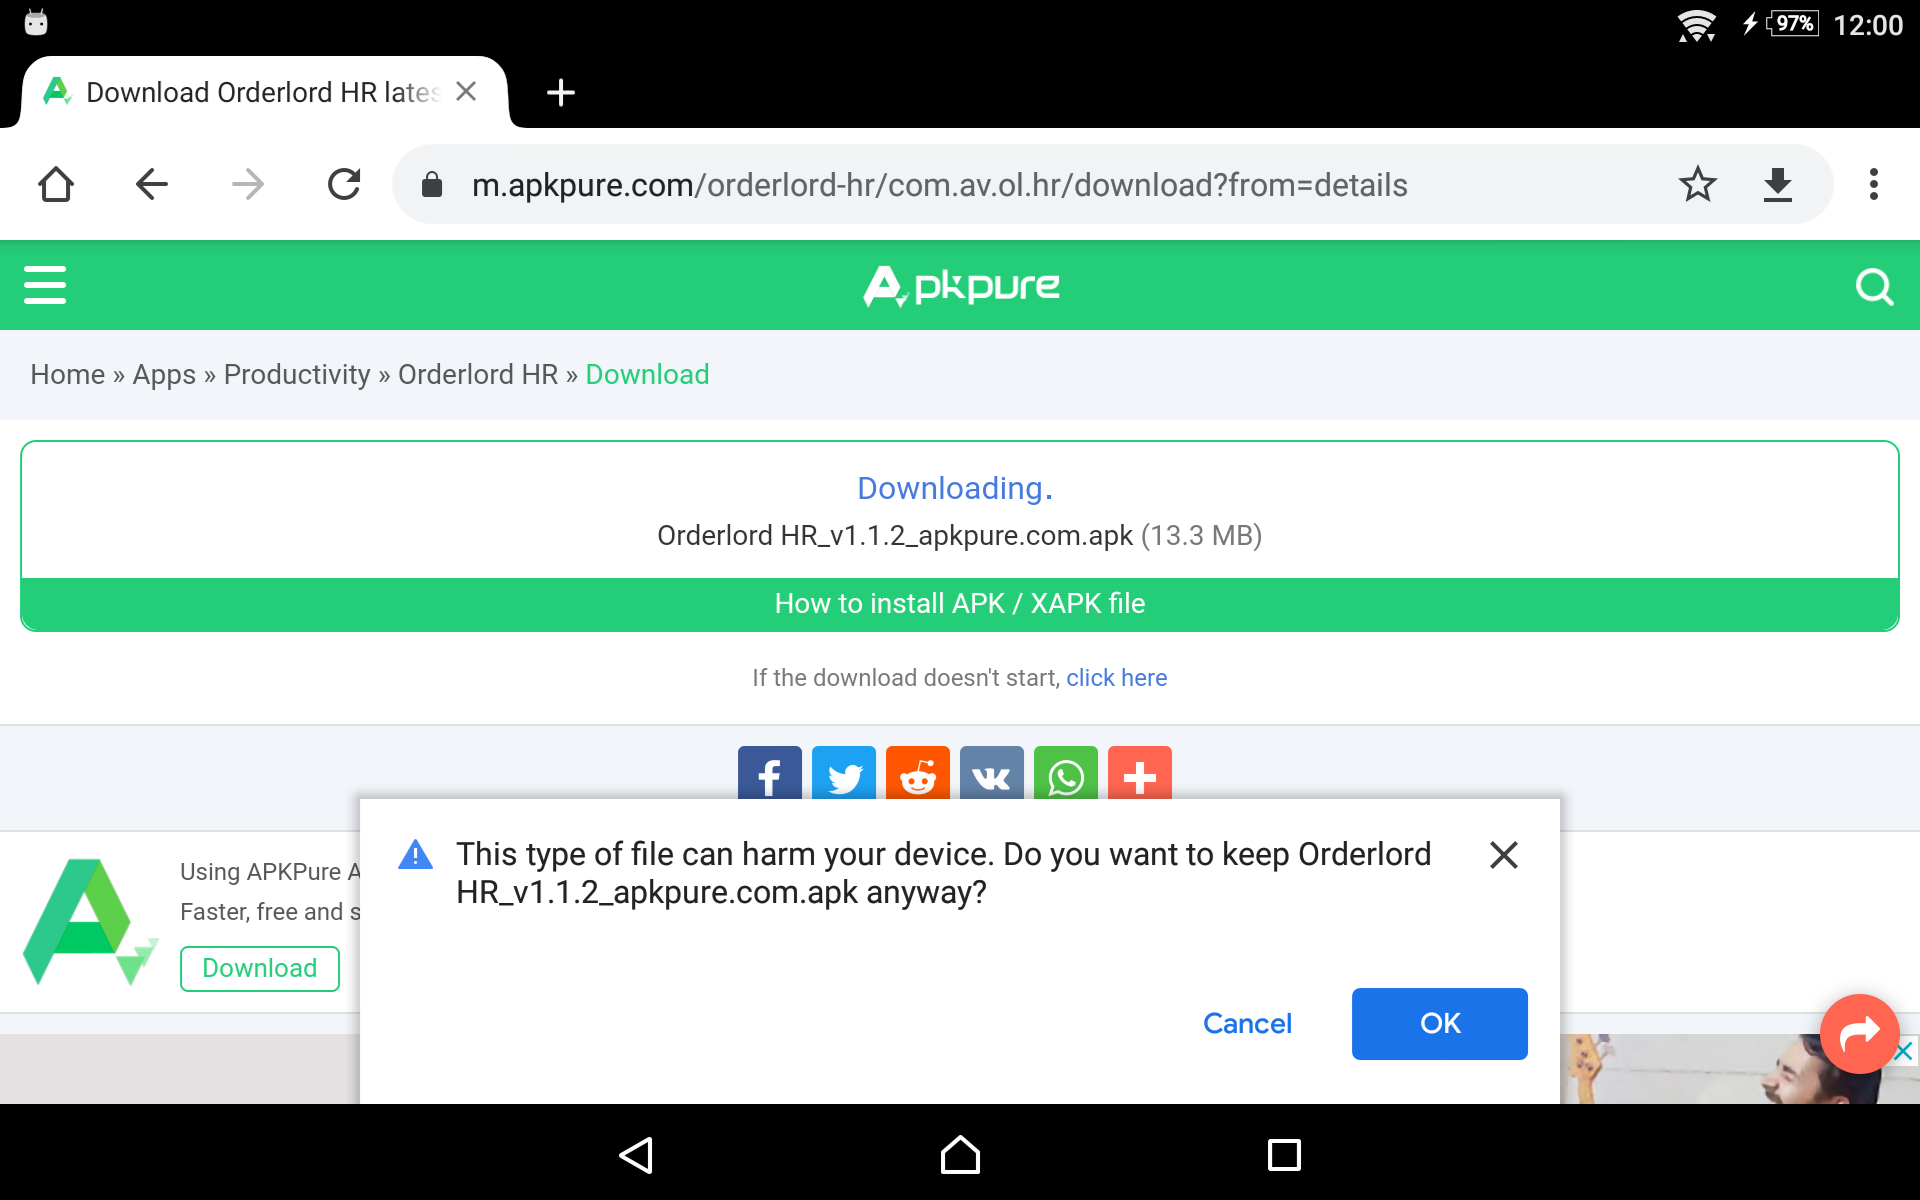 97% 12:00
Download Orderlord HR lates
m.apkpure.com/orderlord-hr/com.av.ol.hr/download?from=details
Apkpure
Home » Apps » Productivity » Orderlord HR » Download
Downloading.
Orderlord HR_v1.1.2_apkpure.com.apk (13.3 MB)
How to install APK / XAPK file
If the download doesn't start, click here
Using APKPure A
Faster, free and s
Download
This type of file can harm your device. Do you want to keep Orderlord
HR_v1.1.2_apkpure.com.apk anyway?
Cancel OK